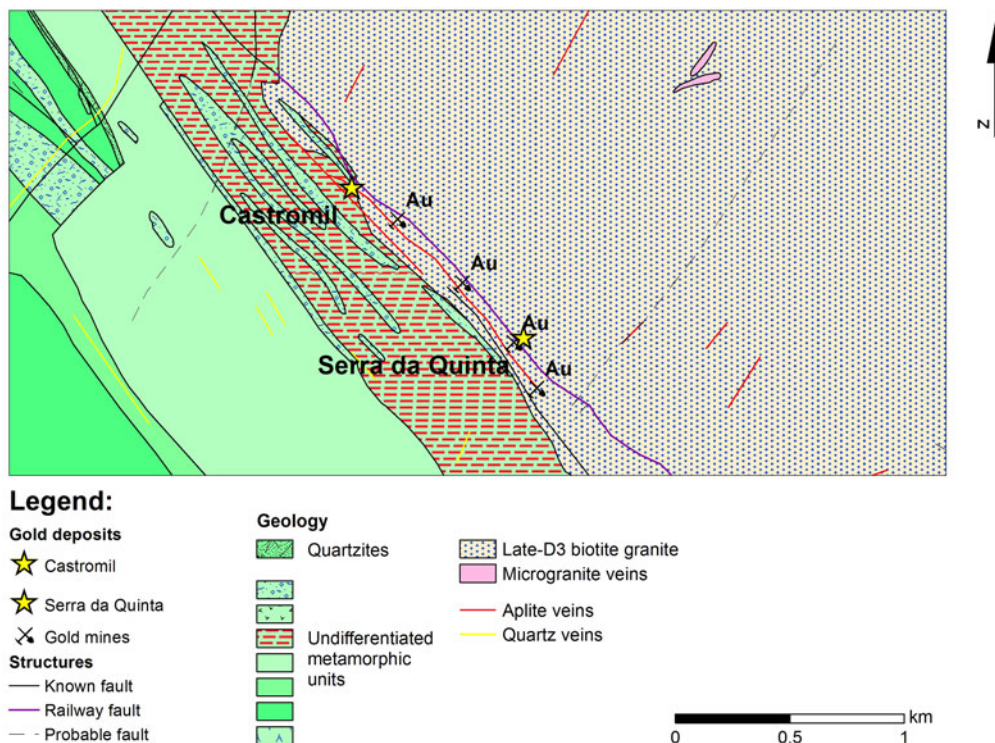 Z
Au
Castromil
Au
Au
Serra da Quinta
Au
Legend:
Gold deposits
Castromil
Serra da Quinta
Gold mines
Structures
Known fault
Railway fault
Probable fault
Geology
Quartzites
Undifferentiated
metamorphic
units
Late-D3 biotite granite
Microgranite veins
Aplite veins
Quartz veins
km
0 0.5 1